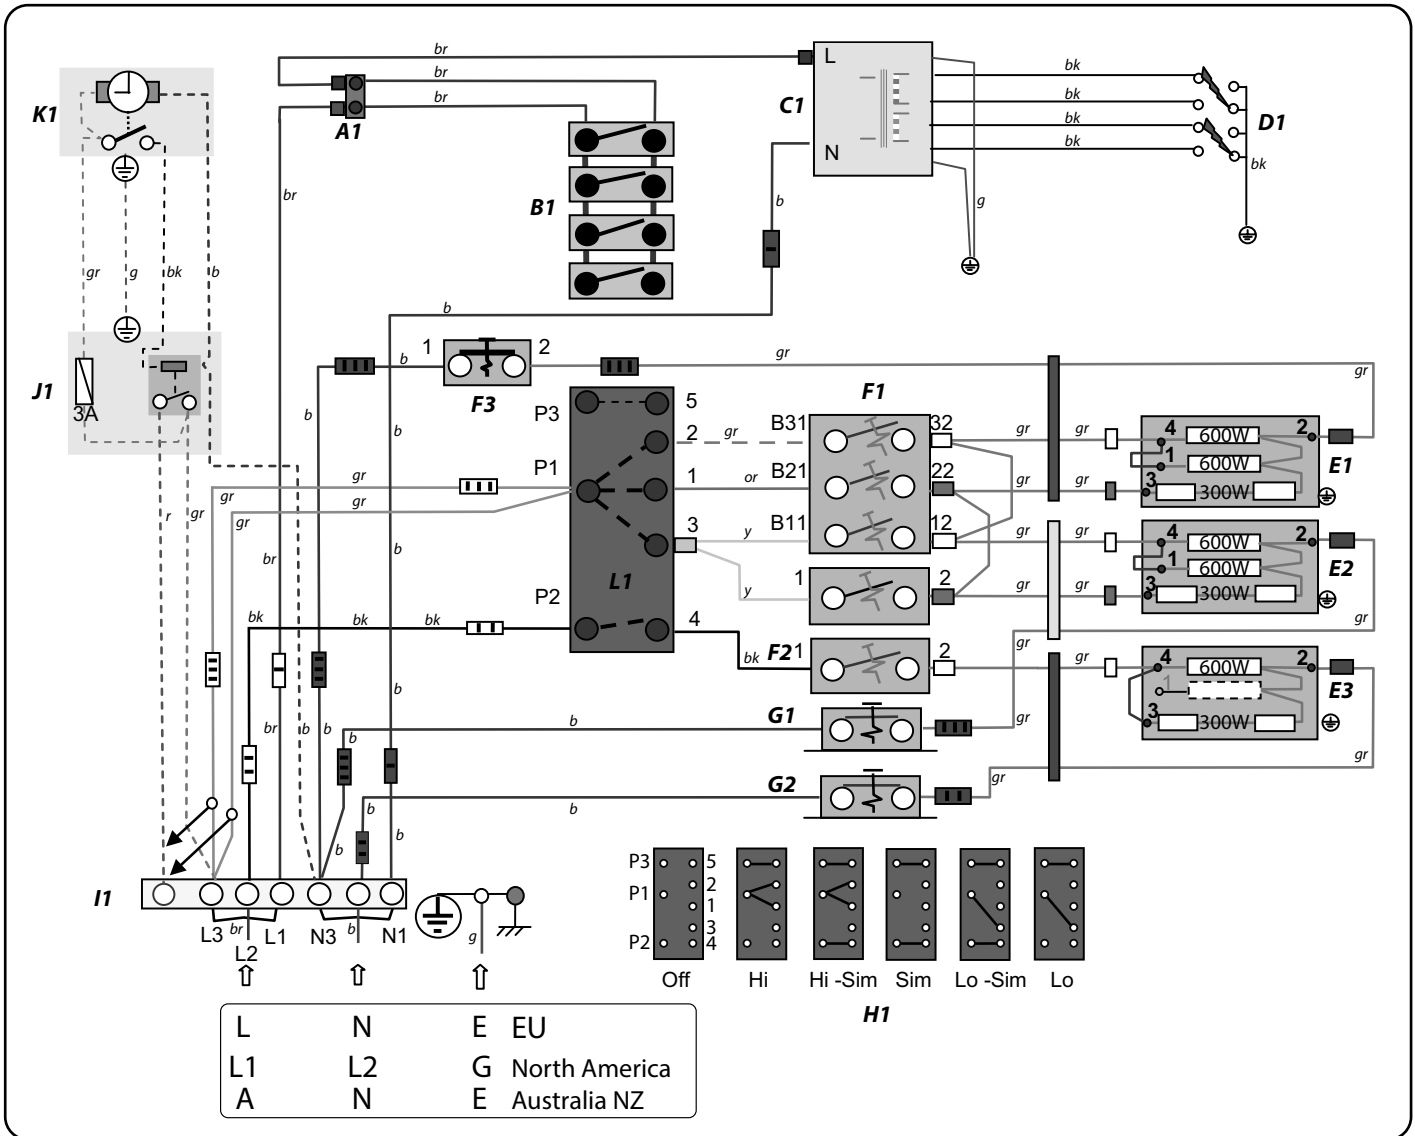 br
br
br
L
N
C1
K1
A1
B1
bk
bk
bk
bk
D1
bk
g
br
b
gr
g
bk
b
b
J1
3A
1
2
b
F3
gr
gr
b
b
F1
P3
5
2
gr
B31
32
gr
gr
4
600W
2
1
600W
E1
P1
1
or
B21
22
gr
gr
3
300W
gr
gr
gr
r
gr
gr
3
y
B11
12
gr
gr
4
600W
2
1
600W
E2
br
b
L1
y
1
2
gr
gr
3
300W
gr
P2
bk
bk
bk
4
bk
F2
1
2
gr
4
600W
2
1
E3
3
300W
b
br
b
b
b
b
G1
gr
gr
G2
gr
b
b
b
b
I1
L3
br
L2
L1
N3
b
N1
g
P3
5
P1
2
1
3
P2
4
Off
Hi
Hi -Sim
Sim
Lo -Sim
Lo
H1
L N E EU
L1 L2 G North America
A N E Australia NZ